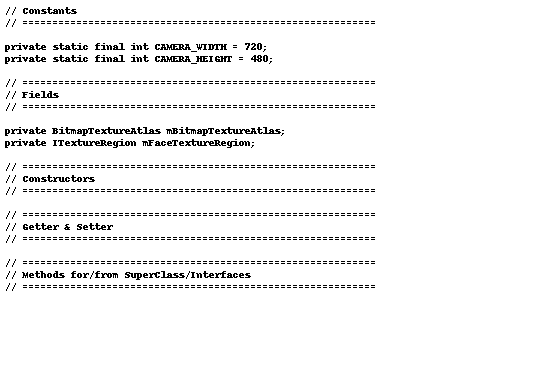 // Constants
// ===========================================================
private static final int CAMERA_WIDTH = 720;
private static final int CAMERA_HEIGHT = 480;
// ===========================================================
// Fields
// ===========================================================
private BitmapTextureAtlas mBitmapTextureAtlas;
private ITextureRegion mFaceTextureRegion;
// ===========================================================
// Constructors
// ===========================================================
// ===========================================================
// Getter & Setter
// ===========================================================
// ===========================================================
// Methods for/from SuperClass/Interfaces
// ===========================================================